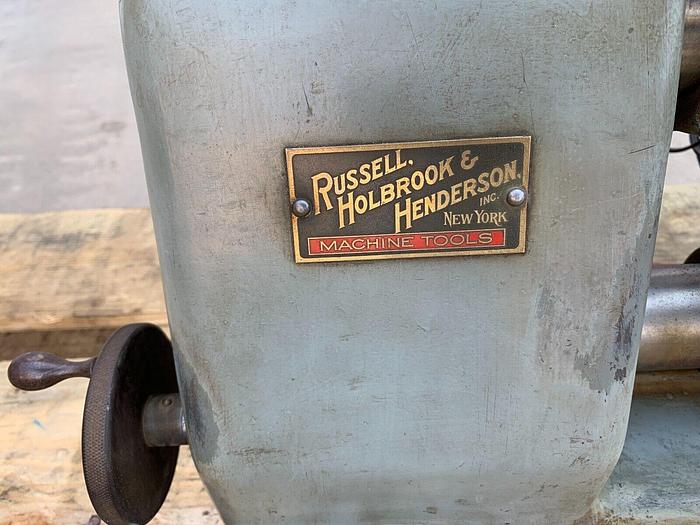 RUSSELL,
HOLBROOK &
HENDERSON,
INC.
NEW YORK
MACHINE TOOLS